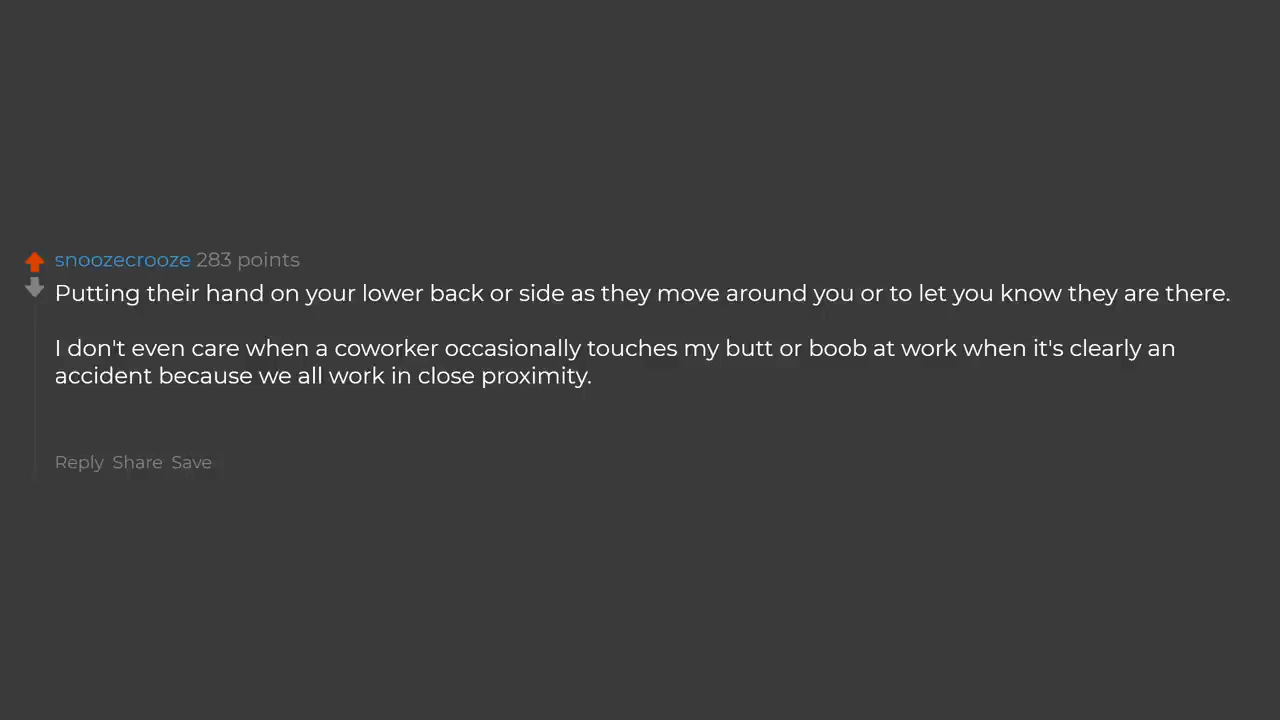 snoozecrooze 283 points
Putting their hand on your lower back or side as they move around you or to let you know they are there.
I don't even care when a coworker occasionally touches my butt or boob at work when it's clearly an
accident because we all work in close proximity.
Reply Share Save